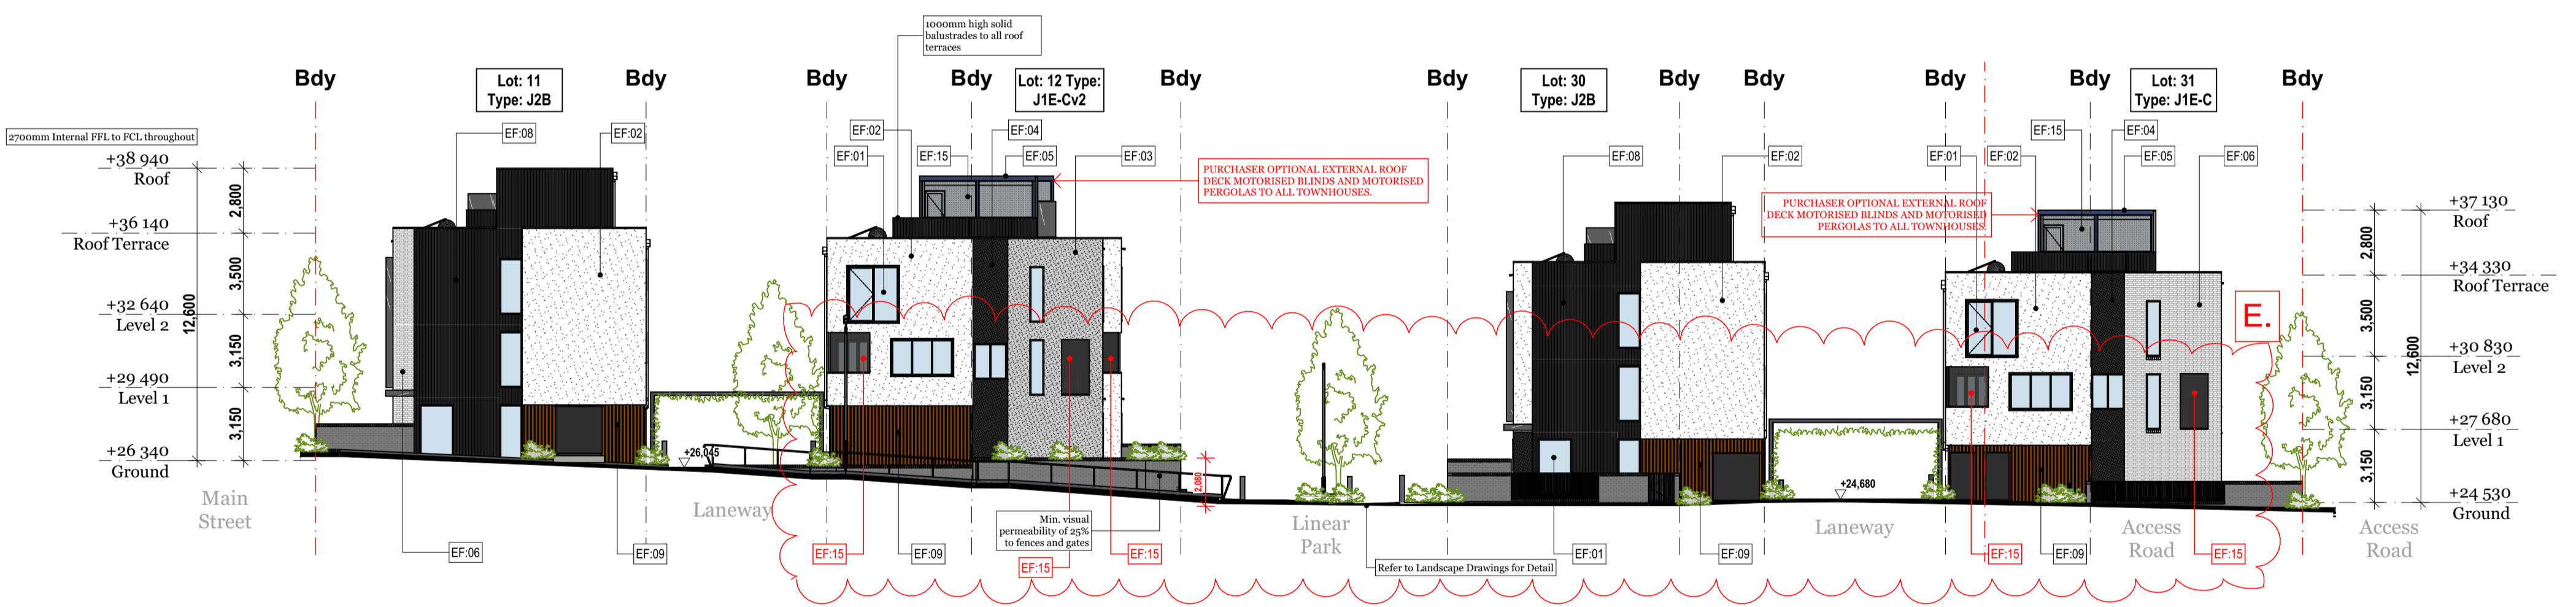 1000mm high solid
balustrades to all roof
terraces
Bdy
Lot: 11
Type: J2B
Bdy
Bdy
Bdy
Lot: 12 Type:
J1E-Cv2
Bdy
Bdy
Lot: 30
Type: J2B
Bdy
Bdy
Bdy
Bdy
Lot: 31
Type: J1E-C
Bdy
2700mm Internal FFL to FCL throughout
EF:08
EF:02
EF:02
EF:04
EF:01
EF:15
EF:05
EF:03
EF:08
EF:02
EF:15
EF:04
EF:01
EF:02
EF:05
EF:06
PURCHASER OPTIONAL EXTERNAL ROOF
DECK MOTORISED BLINDS AND MOTORISED
PERGOLAS TO ALL TOWNHOUSES.
PURCHASER OPTIONAL EXTERNAL ROOF
DECK MOTORISED BLINDS AND MOTORISED
PERGOLAS TO ALL TOWNHOUSES.
+38 940
Roof
2,800
+36 140
Roof Terrace
3,500
+32 640
Level 2
12,600
3,150
+29 490
Level 1
3,150
+26 340
Ground
+37 130
Roof
2,800
+34 330
Roof Terrace
3,500
E.
+30 830
Level 2
12,600
3,150
+27 680
Level 1
3,150
+24 530
Ground
+26,045
2,080
+24,680
Main
Street
Laneway
Min. visual
permeability of 25%
to fences and gates
Linear
Park
Laneway
Access
Road
Access
Road
EF:06
EF:09
EF:15
EF:09
EF:15
EF:15
Refer to Landscape Drawings for Detail
EF:01
EF:09
EF:15
EF:09
EF:15